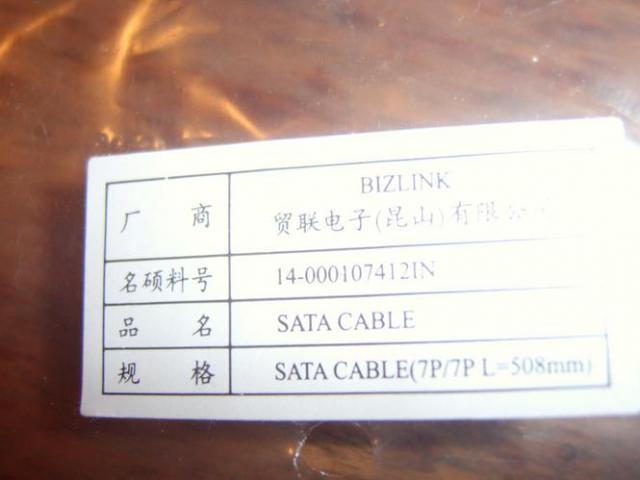 厂 商 BIZLINK
贸联电子(昆山)有限公
名硕料号 14-000107412IN
品 名 SATA CABLE
规 格 SATA CABLE(7P/7P L=508mm)